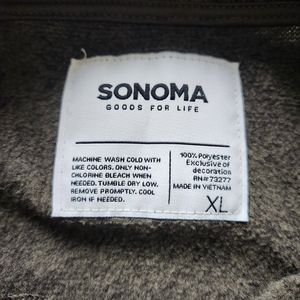 SONOMA
GOODS FOR LIFE
MACHINE WASH COLD WITH
LIKE COLORS. ONLY NON-
CHLORINE BLEACH WHEN
NEEDED. TUMBLE DRY LOW.
REMOVE PROMPTLY. COOL
IRON IF NEEDED.
100% Polyester
Exclusive of
decoration
RN# 73277
MADE IN VIETNAM
XL